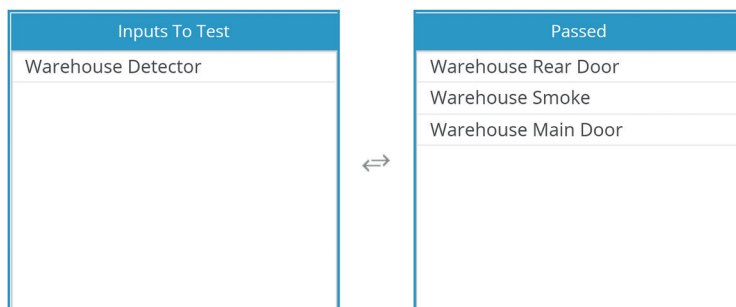 Inputs To Test
Warehouse Detector
Passed
Warehouse Rear Door
Warehouse Smoke
Warehouse Main Door